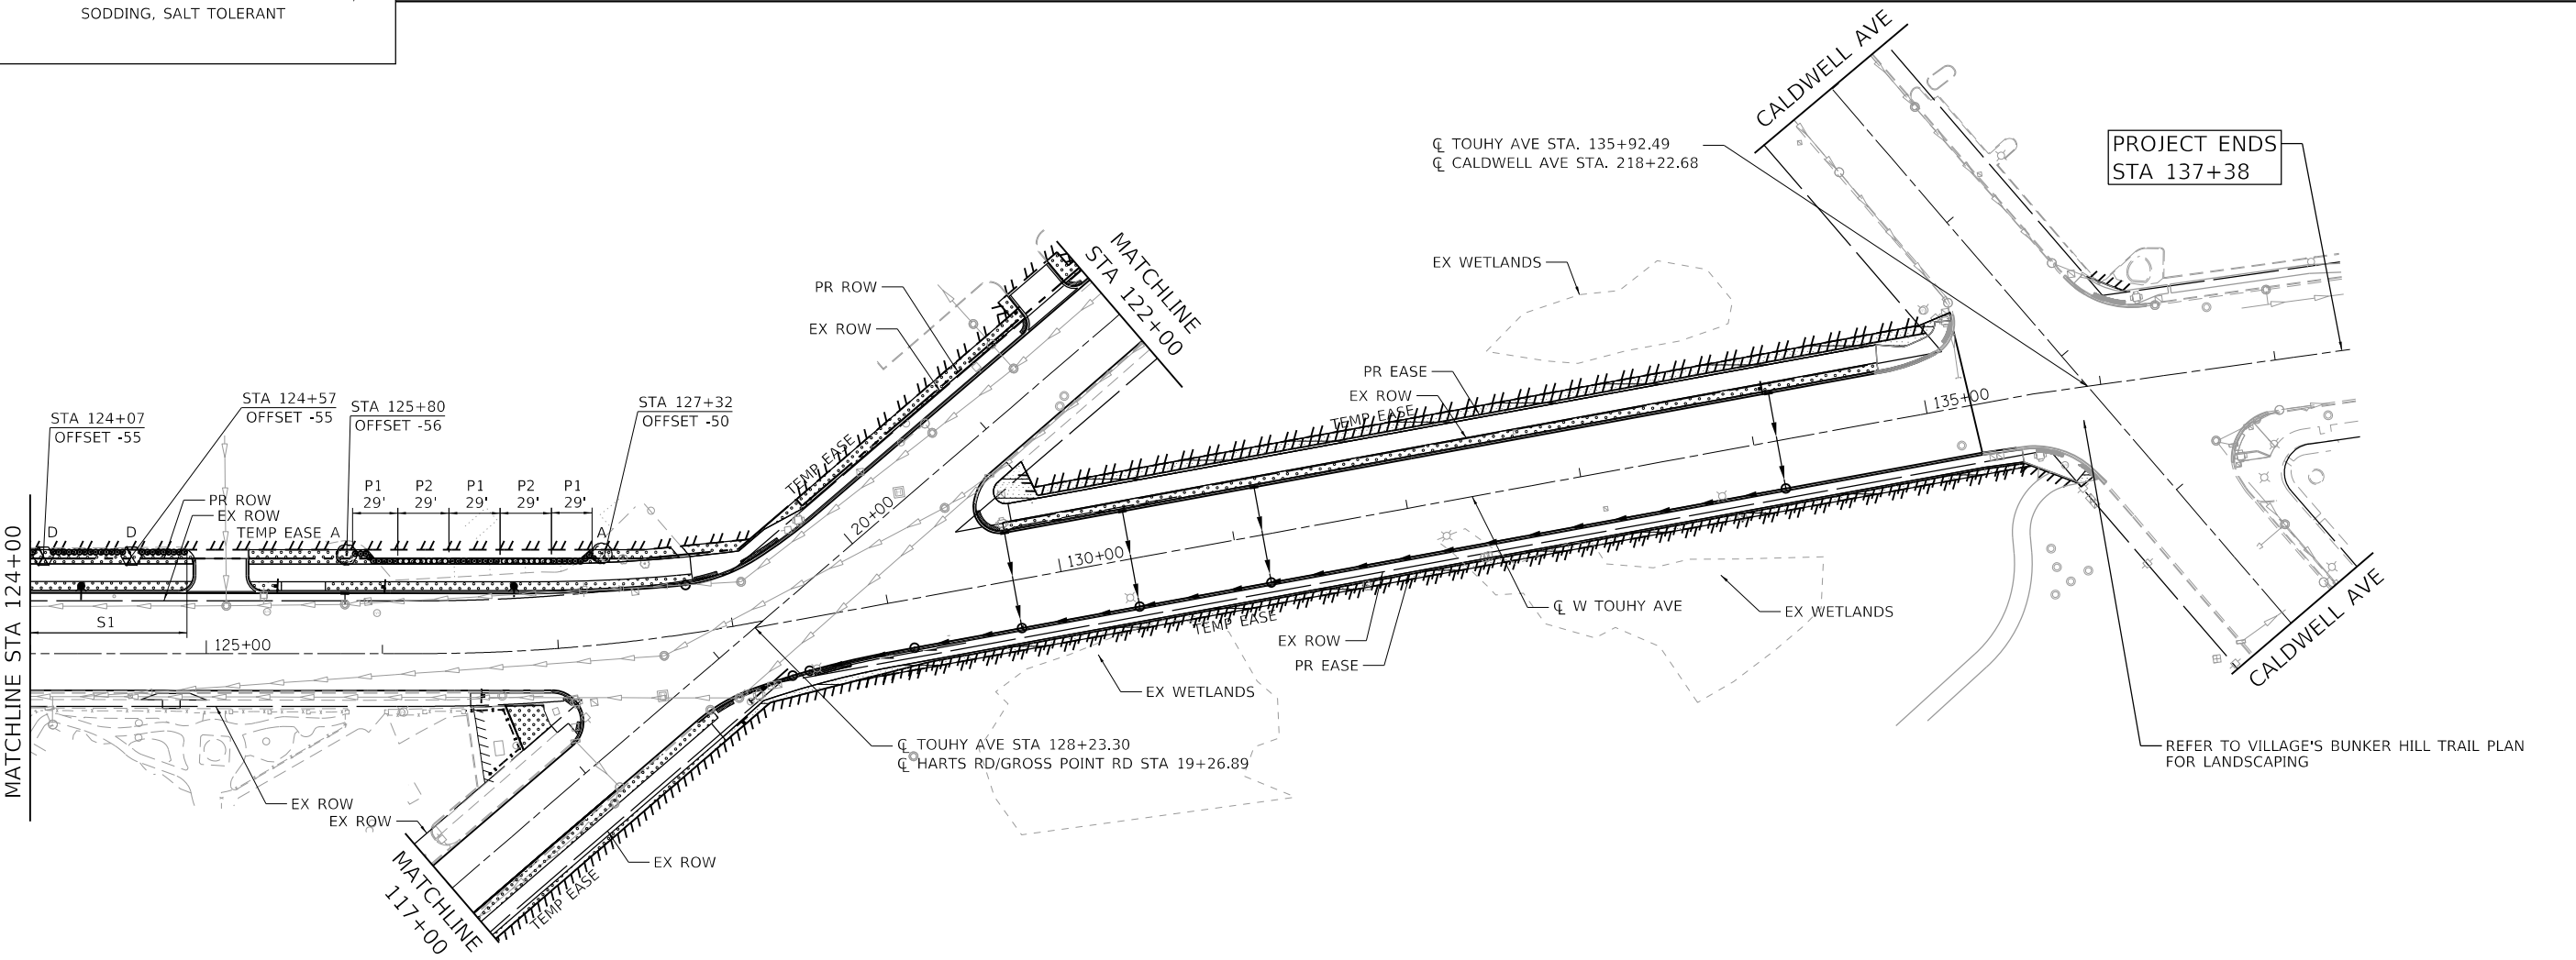 SODDING, SALT TOLERANT
CALDWELL AVE
℄ TOUHY AVE STA. 135+92.49
℄ CALDWELL AVE STA. 218+22.68
PROJECT ENDS
STA 137+38
MATCHLINE
STA 122+00
EX WETLANDS
PR ROW
EX ROW
PR EASE
EX ROW
TEMP EASE
135+00
STA 124+07
OFFSET -55
STA 124+57
OFFSET -55
STA 125+80
OFFSET -56
STA 127+32
OFFSET -50
P1
29'
P2
29'
P1
29'
P2
29'
P1
29'
TEMP EASE
PR ROW
EX ROW
D
D
TEMP EASE
A
A
20+00
130+00
MATCHLINE STA 124+00
S1
125+00
℄ W TOUHY AVE
EX WETLANDS
TEMP EASE
EX ROW
PR EASE
EX WETLANDS
CALDWELL AVE
℄ TOUHY AVE STA 128+23.30
℄ HARTS RD/GROSS POINT RD STA 19+26.89
REFER TO VILLAGE'S BUNKER HILL TRAIL PLAN
FOR LANDSCAPING
EX ROW
EX ROW
EX ROW
TEMP EASE
MATCHLINE
117+00